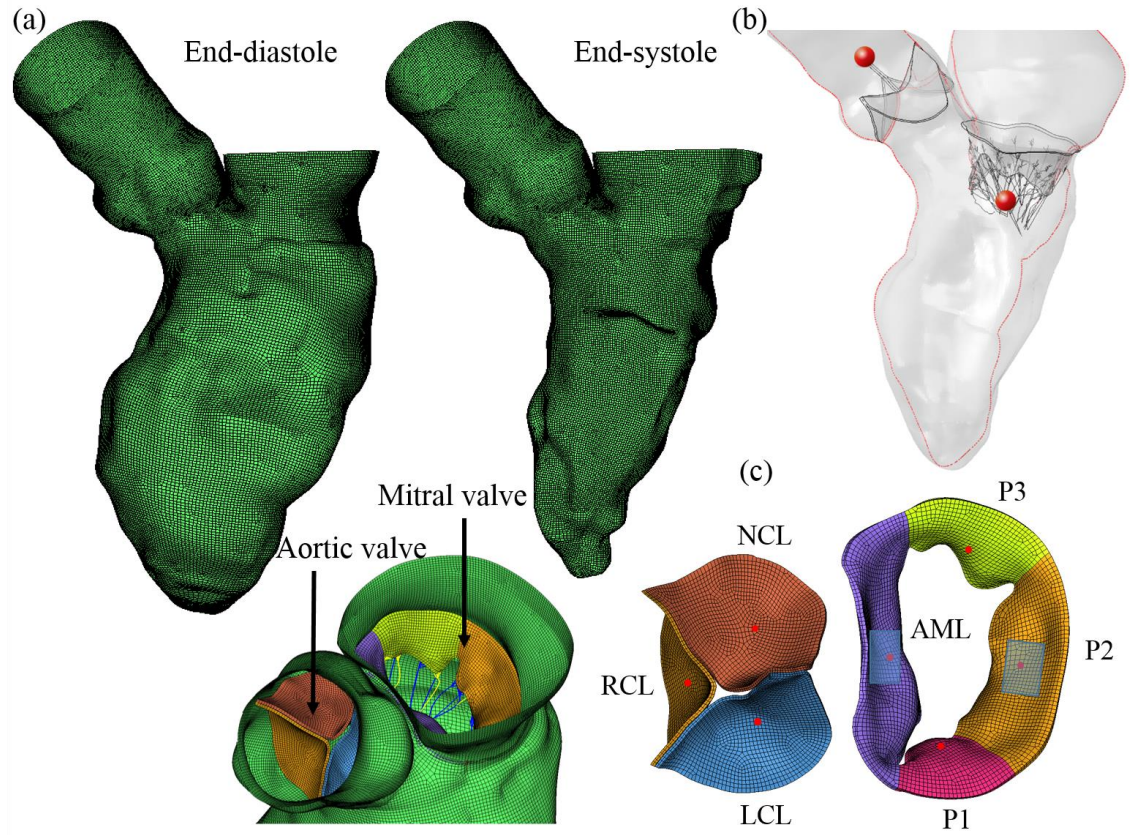 (a)
End-diastole
End-systole
(b)
Mitral valve
Aortic valve
(c)
NCL
RCL
LCL
P3
AML
P2
P1